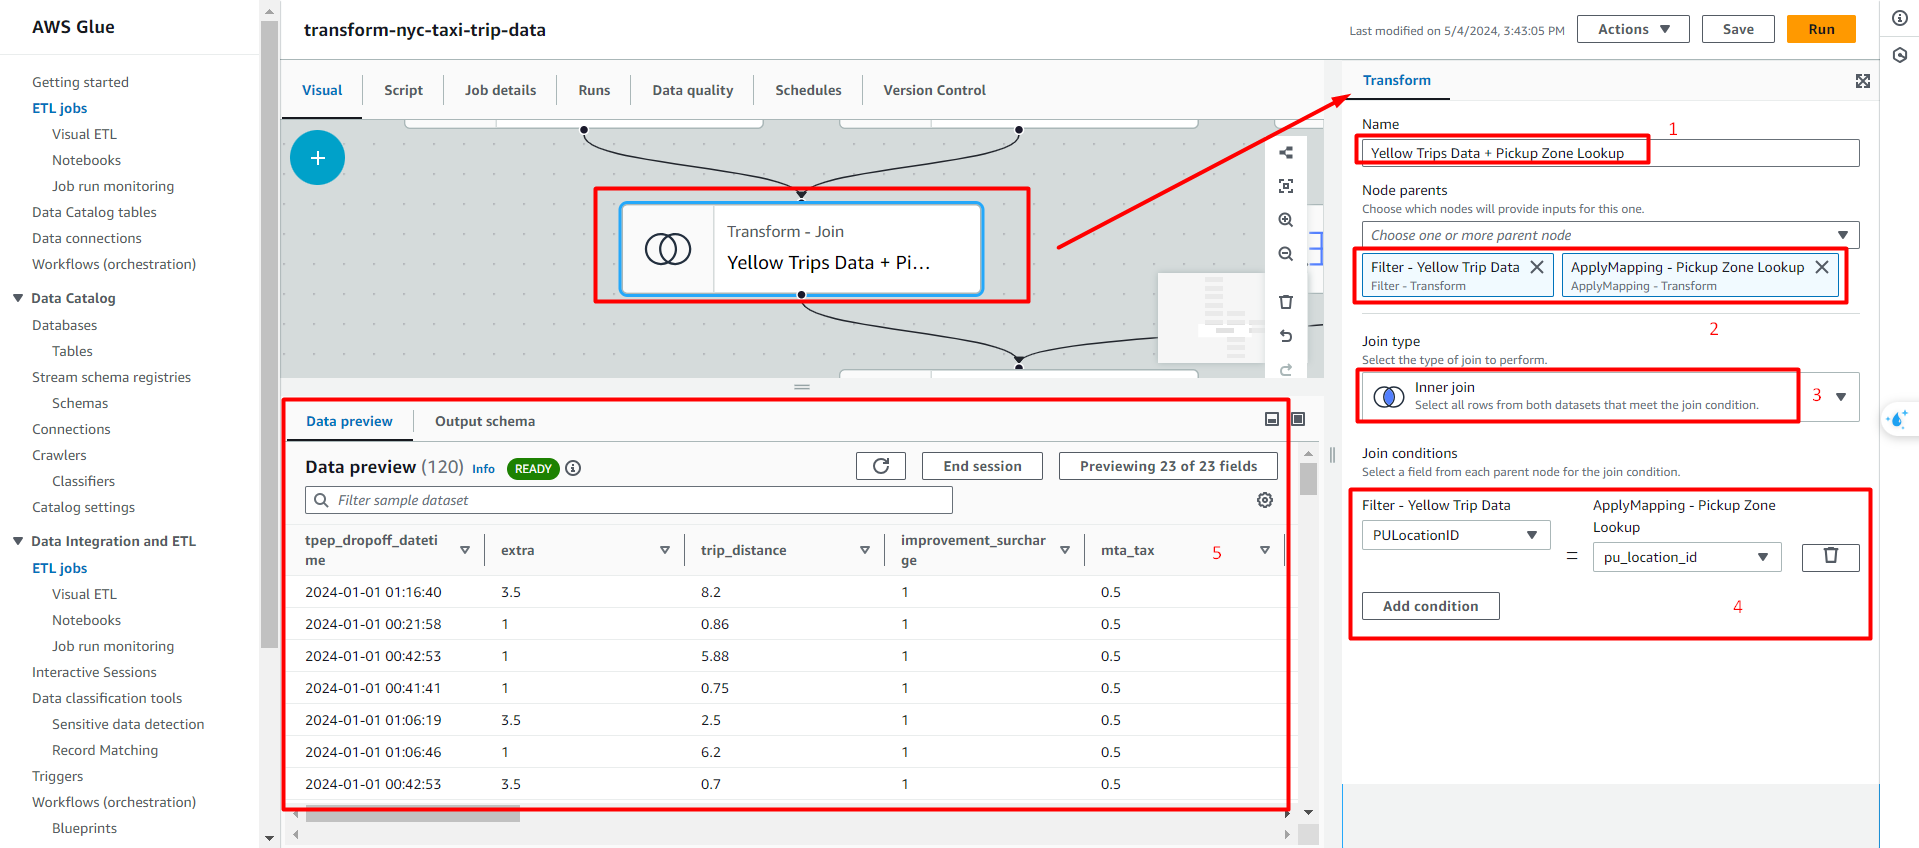 AWS Glue
Getting started
ETL jobs
Visual ETL
Notebooks
Job run monitoring
Data Catalog tables
Data connections
Workflows (orchestration)
Data Catalog
Databases
Tables
Stream schema registries
Schemas
Connections
Crawlers
Classifiers
Catalog settings
Data Integration and ETL
ETL jobs
Visual ETL
Notebooks
Job run monitoring
Interactive Sessions
Data classification tools
Sensitive data detection
Record Matching
Triggers
Workflows (orchestration)
Blueprints
transform-nyc-taxi-trip-data
Last modified on 5/4/2024, 3:43:05 PM
Actions
Save
Run
Visual
Script
Job details
Runs
Data quality
Schedules
Version Control
Transform - Join
Yellow Trips Data + Pi...
Data preview
Output schema
Data preview (120) Info READY
End session
Previewing 23 of 23 fields
Filter sample dataset
tpep_dropoff_dateti
me
extra
trip_distance
improvement_surchar
ge
mta_tax
5
2024-01-01 01:16:40 3.5 8.2 1 0.5
2024-01-01 00:21:58 1 0.86 1 0.5
2024-01-01 00:42:53 1 5.88 1 0.5
2024-01-01 00:41:41 1 0.75 1 0.5
2024-01-01 01:06:19 3.5 2.5 1 0.5
2024-01-01 01:06:46 1 6.2 1 0.5
2024-01-01 00:42:53 3.5 0.7 1 0.5
Transform
Name
1
Yellow Trips Data + Pickup Zone Lookup
Node parents
Choose which nodes will provide inputs for this one.
Choose one or more parent node
Filter - Yellow Trip Data
Filter - Transform
ApplyMapping - Pickup Zone Lookup
ApplyMapping - Transform
2
Join type
Select the type of join to perform.
Inner join
Select all rows from both datasets that meet the join condition.
3
Join conditions
Select a field from each parent node for the join condition.
Filter - Yellow Trip Data
PULocationID
=
ApplyMapping - Pickup Zone
Lookup
pu_location_id
Add condition
4